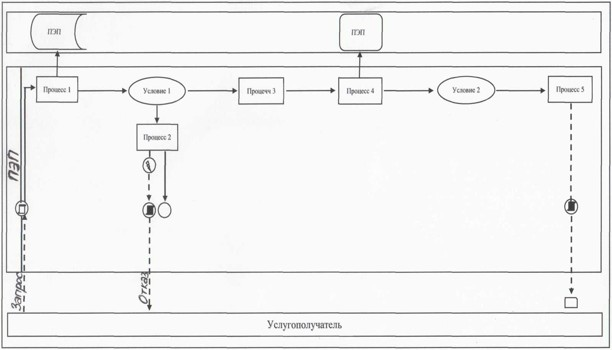 ПЭП
ПЭП
Процесс 1
Условие 1
Процечч 3
Процесс 4
Условие 2
Процесс 5
Процесс 2
ПЭП
Запрос
Отказ
Услугополучатель